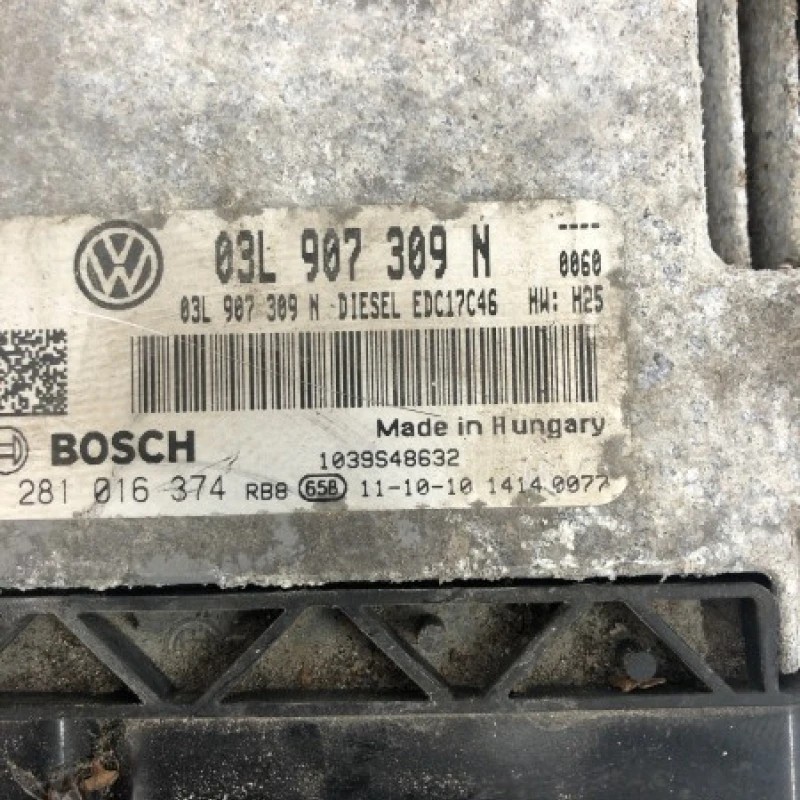 03L 907 309 N ----
0060
03L 907 309 N DIESEL EDC17C46 HW: H25
Made in Hungary
BOSCH
1039S48632
281 016 374 RB8 65B 11-10-10 1414 0077